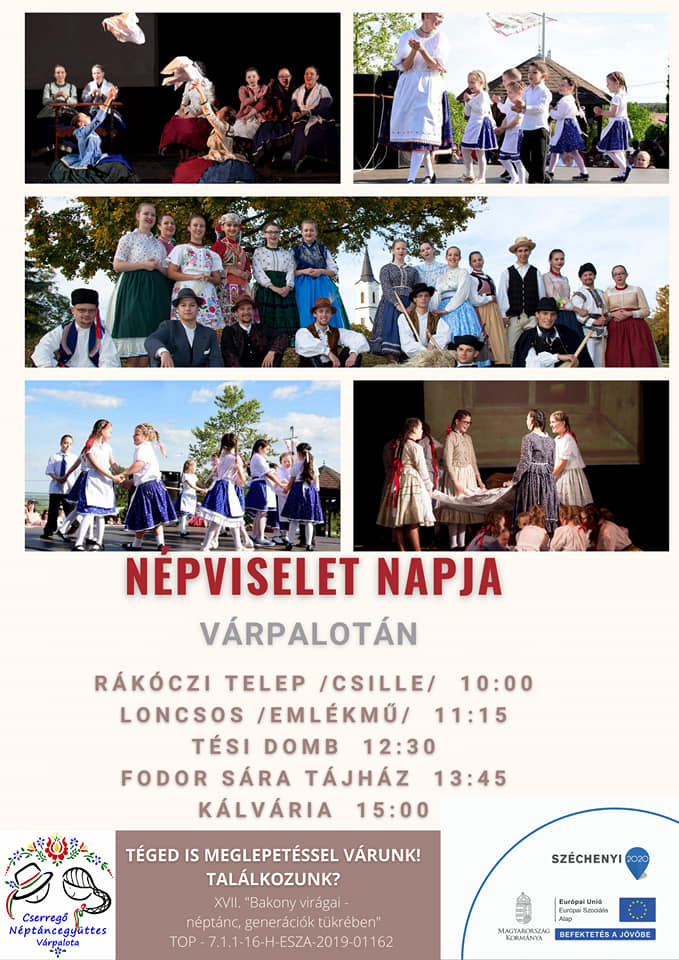 NÉPVISELET NAPJA
VÁRPALOTÁN
RÁKÓCZI TELEP /CSILLE/ 10:00
LONCSOS /EMLÉKMŰ/ 11:15
TÉSI DOMB 12:30
FODOR SÁRA TÁJHÁZ 13:45
KÁLVÁRIA 15:00
Cserregő
Néptáncegyüttes
Várpalota
TÉGED IS MEGLEPETÉSSEL VÁRUNK!
TALÁLKOZUNK?
XVII. "Bakony virágai -
néptánc, generációk tükrében"
TOP - 7.1.1-16-H-ESZA-2019-01162
SZÉCHENYI 2020
MAGYARORSZÁG
KORMÁNYA
Európai Unió
Európai Szociális
Alap
BEFEKTETÉS A JÖVŐBE